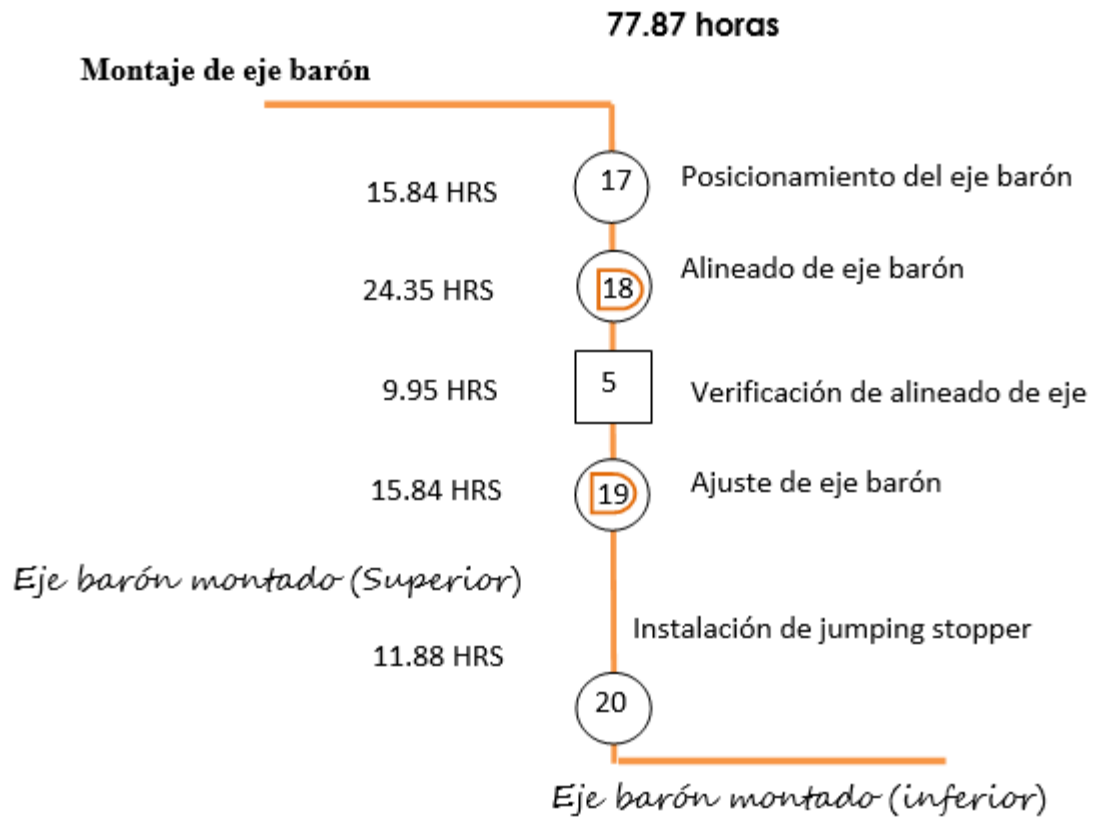 77.87 horas
Montaje de eje barón
15.84 HRS
17
Posicionamiento del eje barón
24.35 HRS
18
Alineado de eje barón
9.95 HRS
5
Verificación de alineado de eje
15.84 HRS
19
Ajuste de eje barón
Eje barón montado (Superior)
Instalación de jumping stopper
11.88 HRS
20
Eje barón montado (inferior)